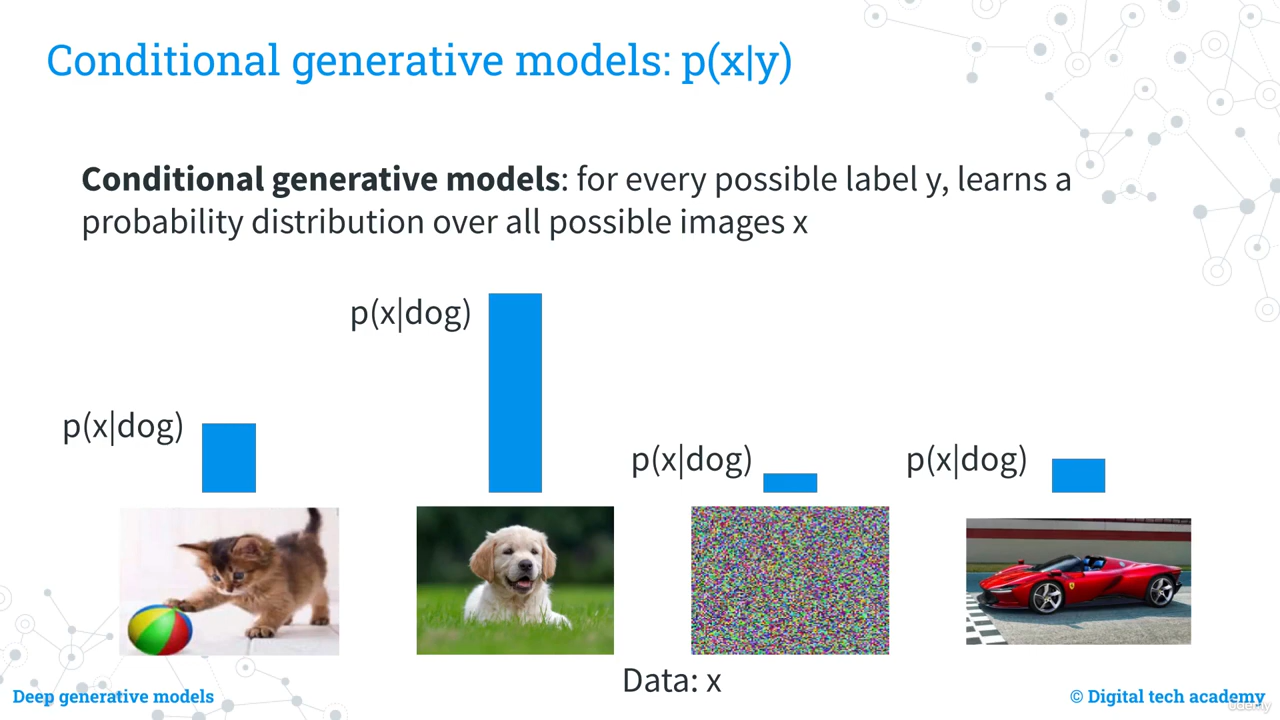 Conditional generative models: p(x|y)
Conditional generative models: for every possible label y, learns a
probability distribution over all possible images x
p(x|dog)
p(x|dog)
p(x|dog)
p(x|dog)
Data: x
Deep generative models
© Digital tech academy
udemy